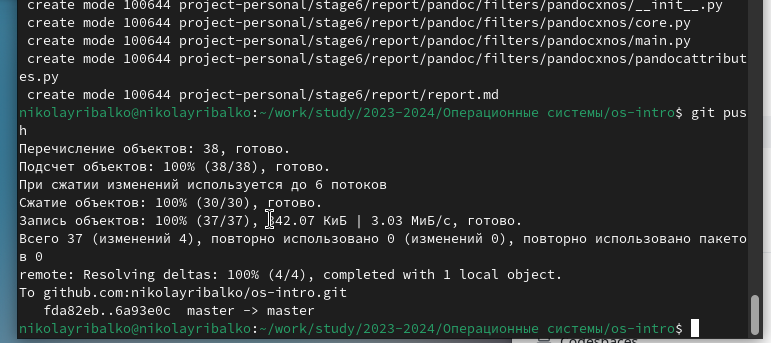 create mode 100644 project-personal/stage6/report/pandoc/filters/pandocxnos/__init__.py
create mode 100644 project-personal/stage6/report/pandoc/filters/pandocxnos/core.py
create mode 100644 project-personal/stage6/report/pandoc/filters/pandocxnos/main.py
create mode 100644 project-personal/stage6/report/pandoc/filters/pandocxnos/pandocattribut
es.py
create mode 100644 project-personal/stage6/report/report.md
nikolayribalko@nikolayribalko:~/work/study/2023-2024/Операционные системы/os-intro$ git pus
h
Перечисление объектов: 38, готово.
Подсчет объектов: 100% (38/38), готово.
При сжатии изменений используется до 6 потоков
Сжатие объектов: 100% (30/30), готово.
Запись объектов: 100% (37/37), 42.07 КиБ | 3.03 МиБ/с, готово.
Всего 37 (изменений 4), повторно использовано 0 (изменений 0), повторно использовано пакето
в 0
remote: Resolving deltas: 100% (4/4), completed with 1 local object.
To github.com:nikolayribalko/os-intro.git
fda82eb..6a93e0c master -> master
nikolayribalko@nikolayribalko:~/work/study/2023-2024/Операционные системы/os-intro$
Codespaces